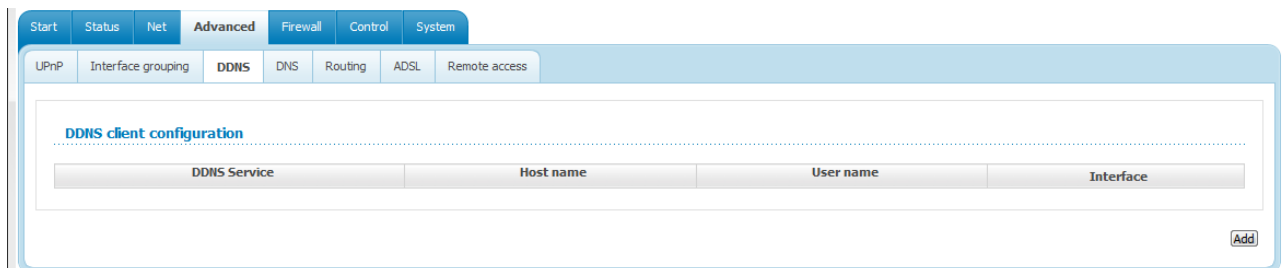 Start Status Net Advanced Firewall Control System
UPnP Interface grouping DDNS DNS Routing ADSL Remote access
DDNS client configuration
DDNS Service Host name User name Interface
Add